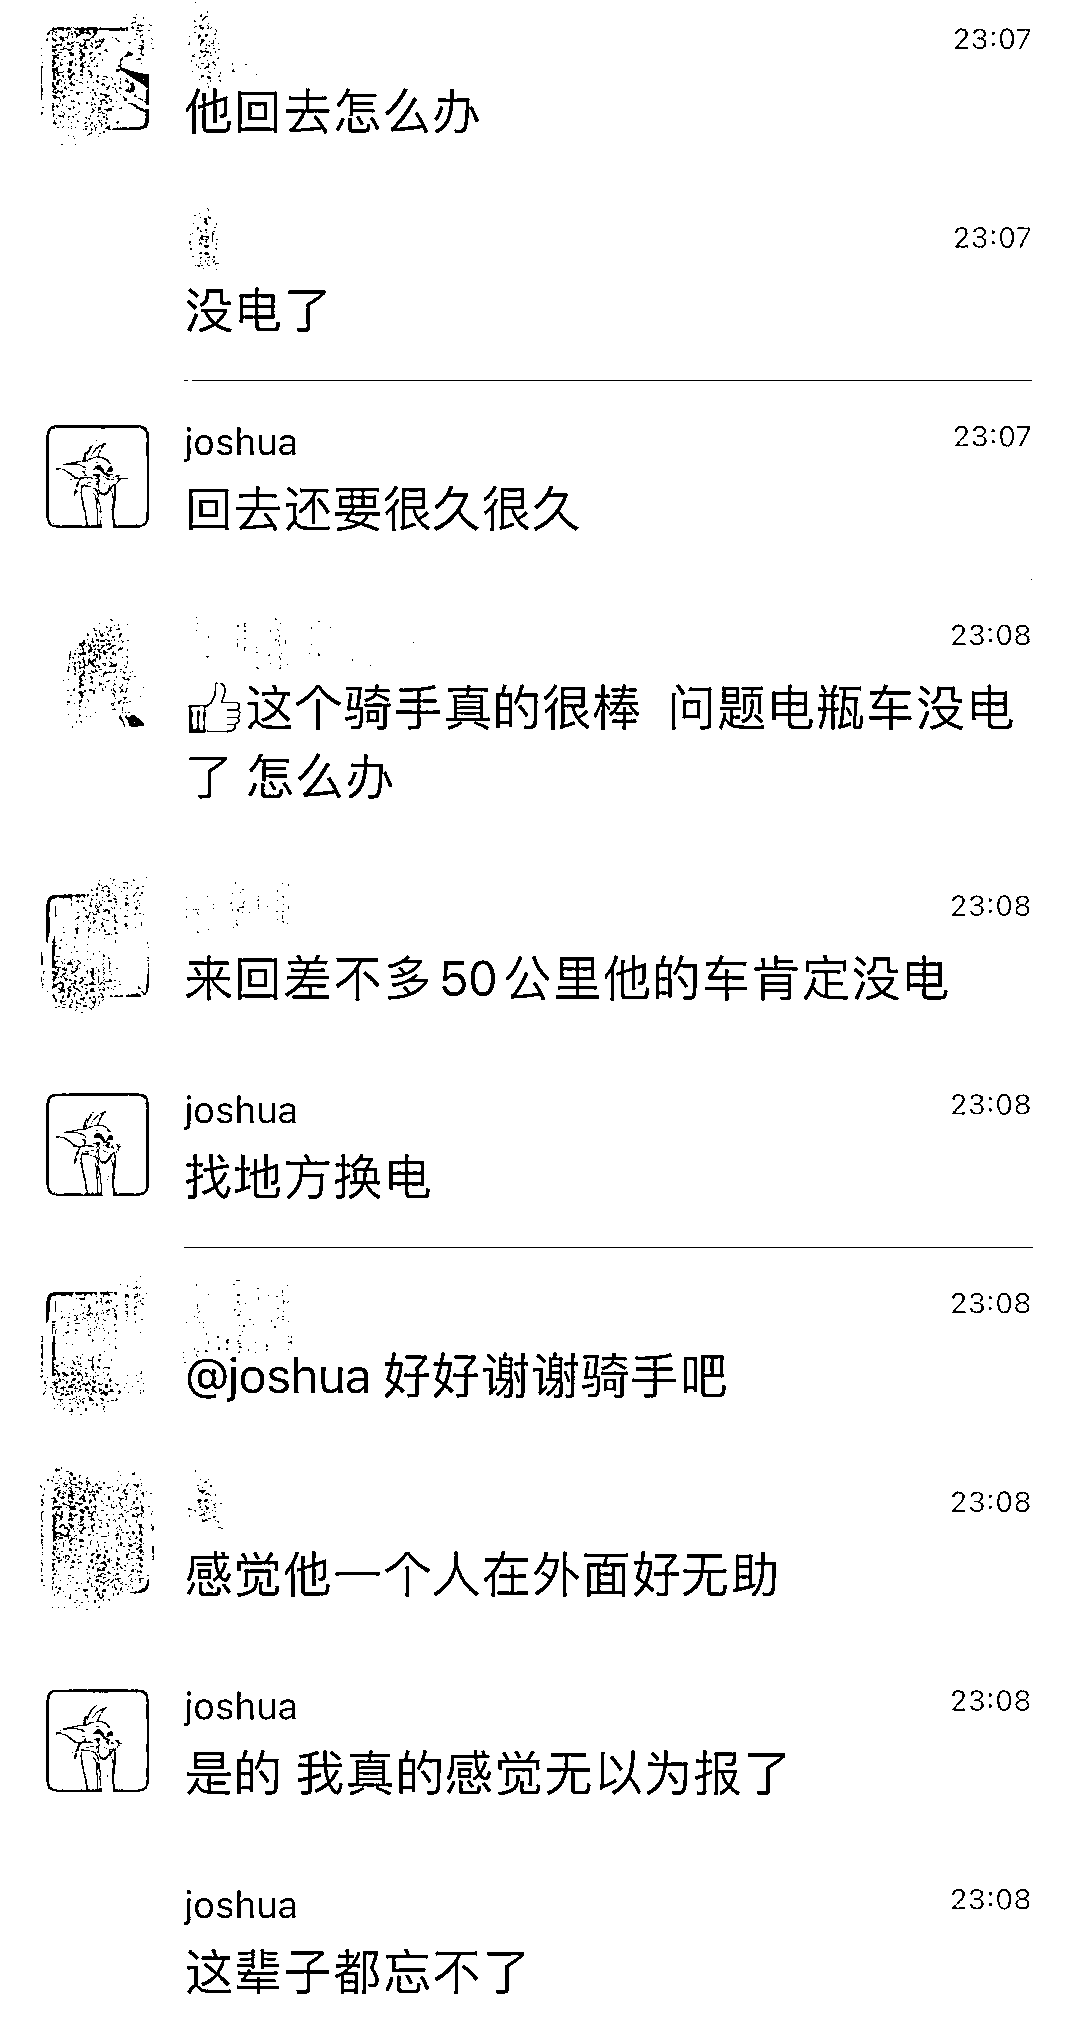 23:07
他回去怎么办
23:07
没电了
joshua
23:07
回去还要很久很久
23:08
👍这个骑手真的很棒 问题电瓶车没电
了 怎么办
23:08
来回差不多50公里他的车肯定没电
joshua
23:08
找地方换电
23:08
@joshua 好好谢谢骑手吧
23:08
感觉他一个人在外面好无助
joshua
23:08
是的 我真的感觉无以为报了
joshua
23:08
这辈子都忘不了